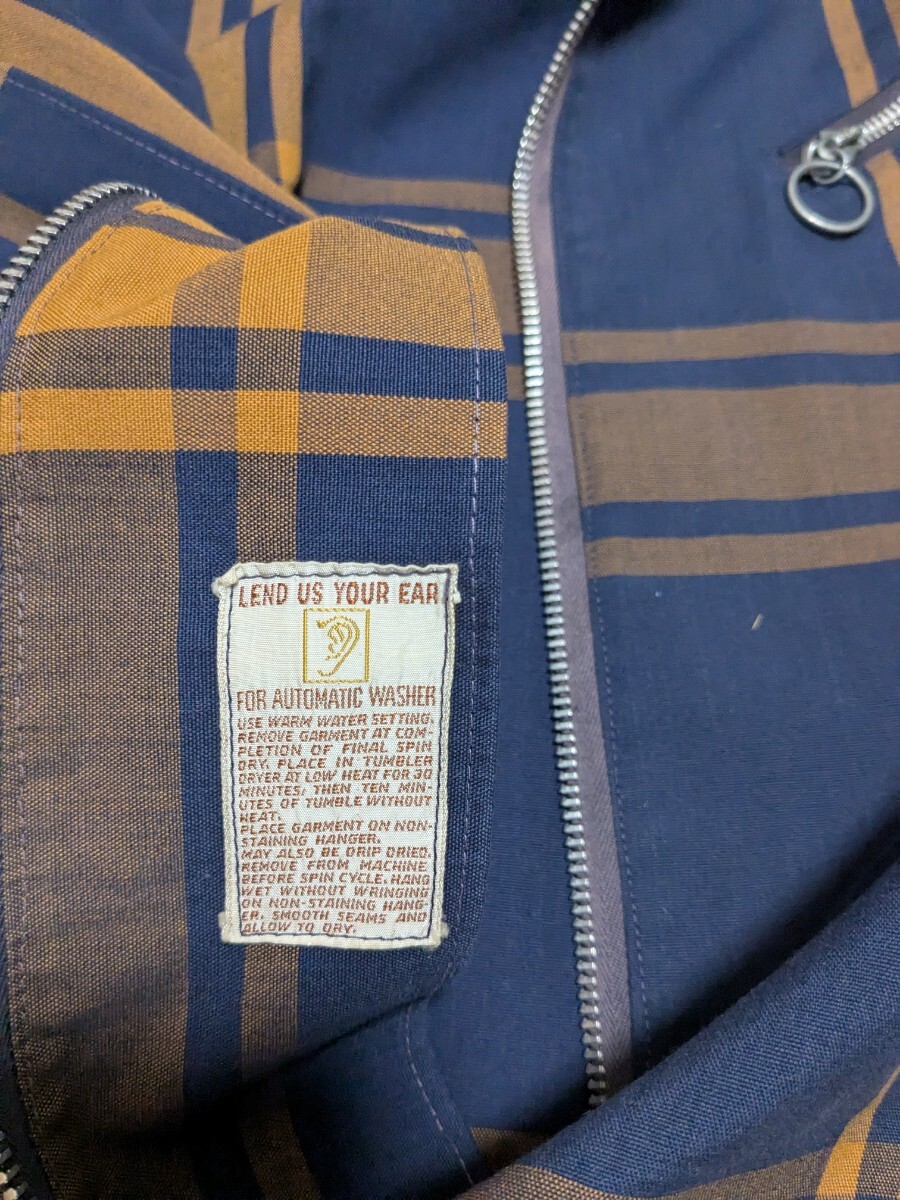 LEND US YOUR EAR
FOR AUTOMATIC WASHER
USE WARM WATER SETTING.
REMOVE GARMENT AT COM-
PLETION OF FINAL SPIN
DRY. PLACE IN TUMBLER
DRYER AT LOW HEAT FOR 30
MINUTES, THEN TEN MIN-
UTES OF TUMBLE WITHOUT
HEAT.
PLACE GARMENT ON NON-
STAINING HANGER.
MAY ALSO BE DRIP DRIED.
REMOVE FROM MACHINE
BEFORE SPIN CYCLE. HANG
WET WITHOUT WRINGING
ON NON-STAINING HANG-
ER. SMOOTH SEAMS AND
ALLOW TO DRY.